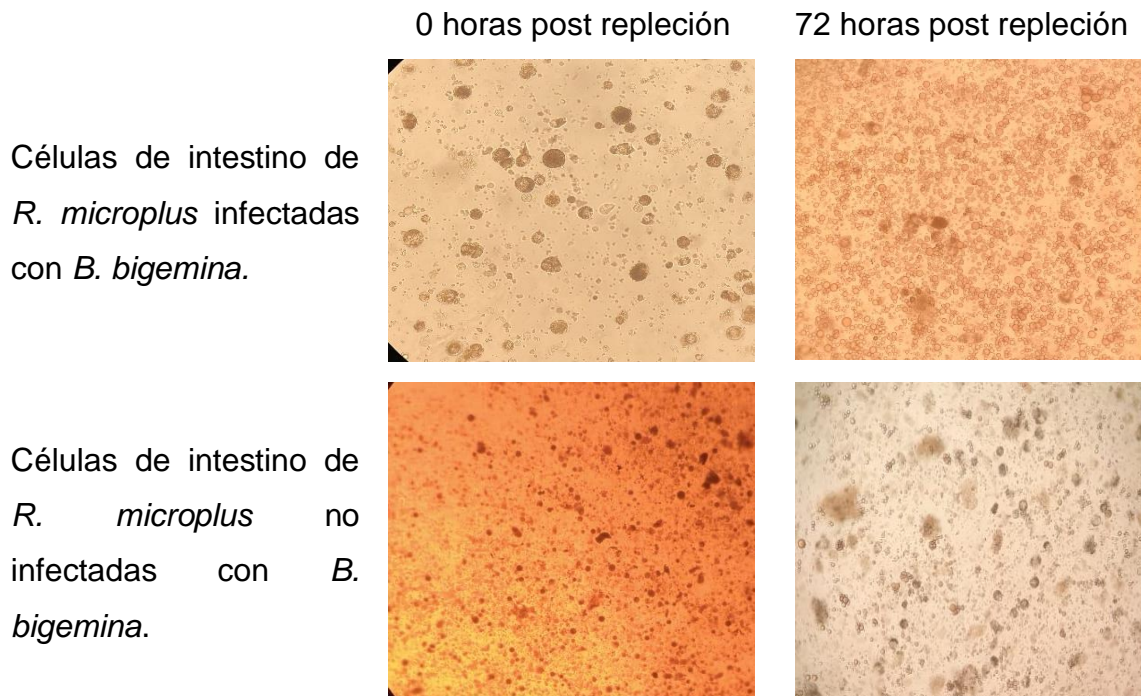 0 horas post repleción
72 horas post repleción
Células de intestino de
R. microplus infectadas
con B. bigemina.
Células de intestino de
R. microplus no
infectadas con B.
bigemina.